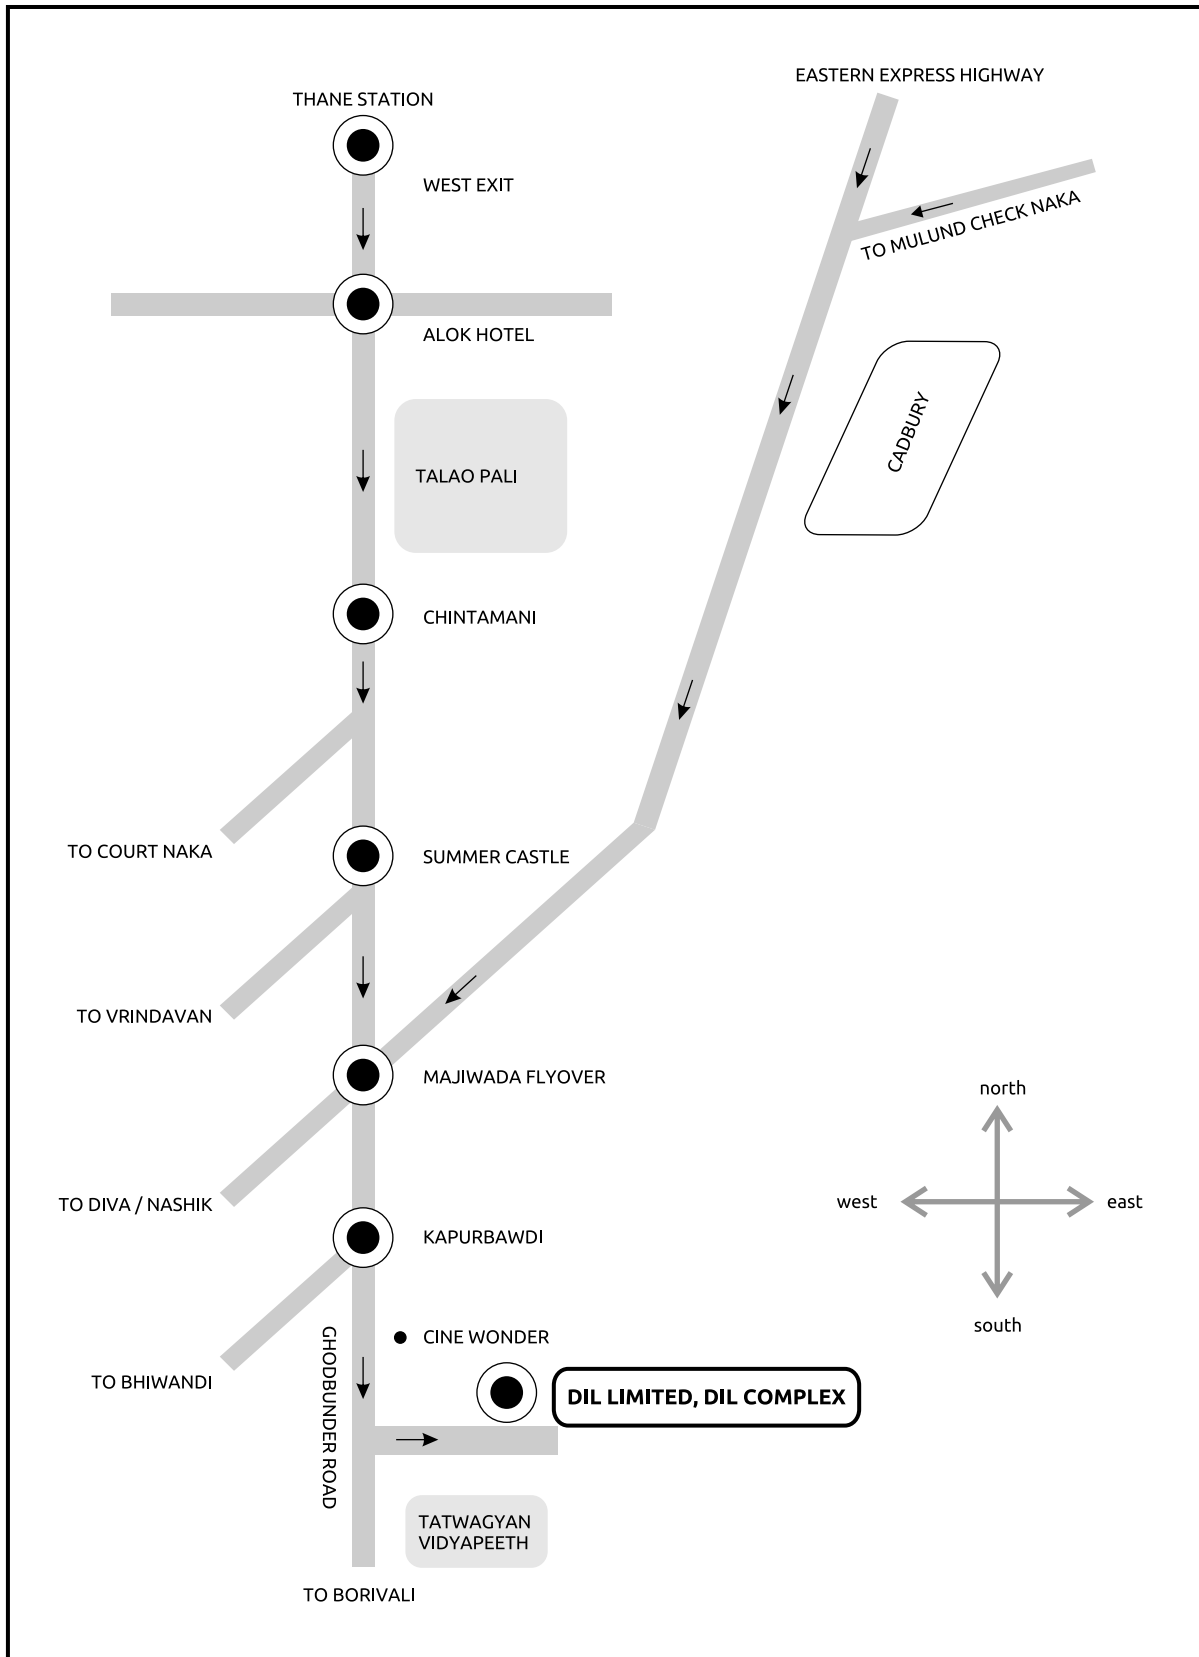 EASTERN EXPRESS HIGHWAY
THANE STATION
WEST EXIT
TO MULUND CHECK NAKA
ALOK HOTEL
CADBURY
TALAO PALI
CHINTAMANI
TO COURT NAKA
SUMMER CASTLE
TO VRINDAVAN
MAJIWADA FLYOVER
north
west
east
south
TO DIVA / NASHIK
KAPURBAWDI
GHODBUNDER ROAD
CINE WONDER
TO BHIWANDI
DIL LIMITED, DIL COMPLEX
TATWAGYAN
VIDYAPEETH
TO BORIVALI